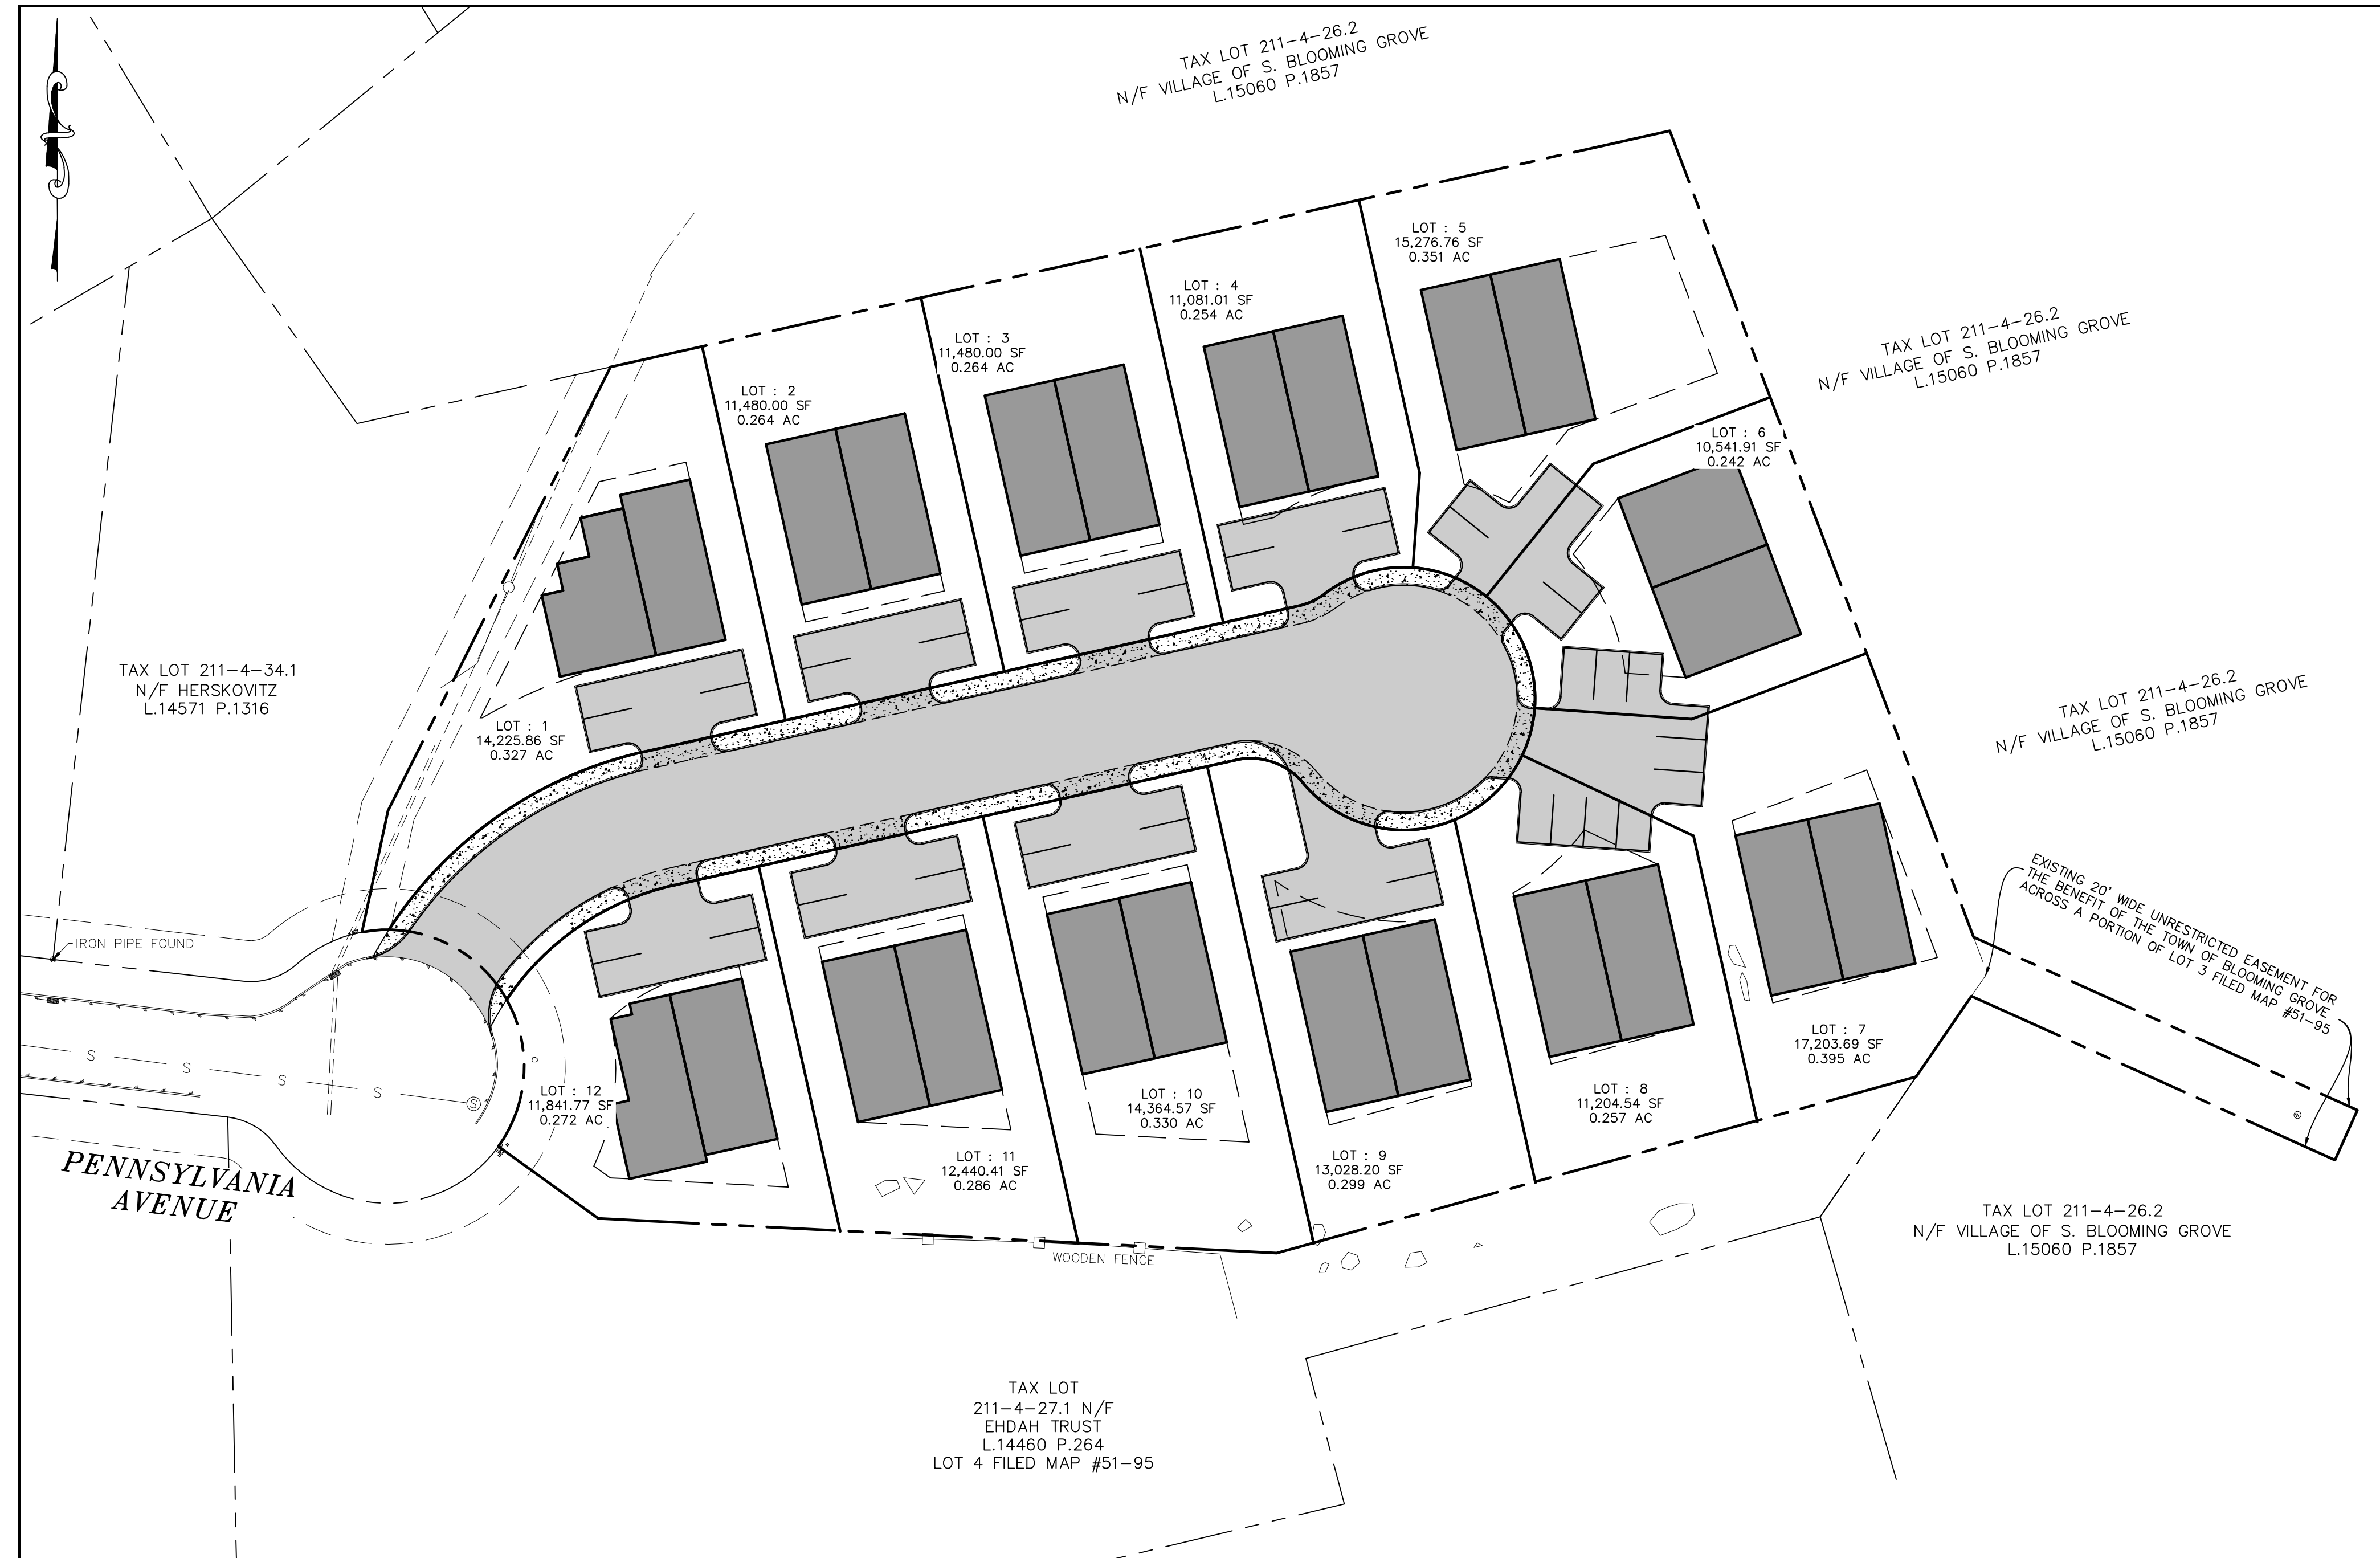 TAX LOT 211-4-26.2
N/F VILLAGE OF S. BLOOMING GROVE
L.15060 P.1857
LOT : 5
15,276.76 SF
0.351 AC
LOT : 4
11,081.01 SF
0.254 AC
LOT : 3
11,480.00 SF
0.264 AC
LOT : 2
11,480.00 SF
0.264 AC
TAX LOT 211-4-26.2
N/F VILLAGE OF S. BLOOMING GROVE
L.15060 P.1857
LOT : 6
10,541.91 SF
0.242 AC
TAX LOT 211-4-34.1
N/F HERSKOVITZ
L.14571 P.1316
LOT : 1
14,225.86 SF
0.327 AC
TAX LOT 211-4-26.2
N/F VILLAGE OF S. BLOOMING GROVE
L.15060 P.1857
IRON PIPE FOUND
EXISTING 20' WIDE UNRESTRICTED EASEMENT FOR
THE BENEFIT OF THE TOWN OF BLOOMING GROVE
ACROSS A PORTION OF LOT 3 FILED MAP #51-95
S
S
S
S
S
LOT : 7
17,203.69 SF
0.395 AC
LOT : 8
11,204.54 SF
0.257 AC
LOT : 10
14,364.57 SF
0.330 AC
LOT : 12
11,841.77 SF
0.272 AC
LOT : 11
12,440.41 SF
0.286 AC
LOT : 9
13,028.20 SF
0.299 AC
PENNSYLVANIA
AVENUE
WOODEN FENCE
TAX LOT 211-4-26.2
N/F VILLAGE OF S. BLOOMING GROVE
L.15060 P.1857
TAX LOT
211-4-27.1 N/F
EHDAH TRUST
L.14460 P.264
LOT 4 FILED MAP #51-95